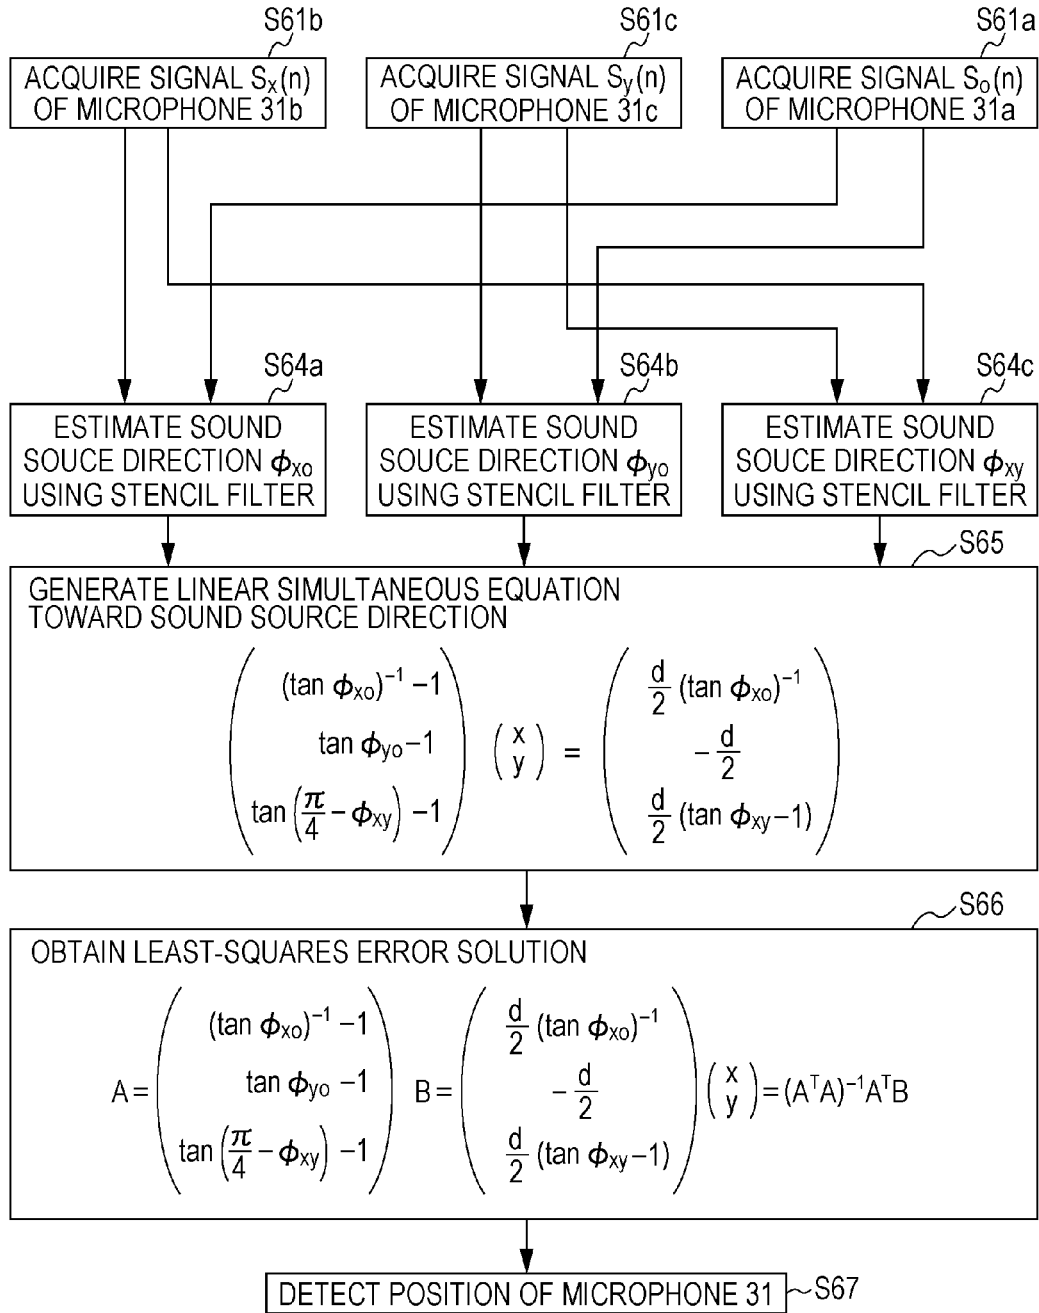 S61b
S61c
S61a
ACQUIRE SIGNAL Sx(n)
OF MICROPHONE 31b
ACQUIRE SIGNAL Sy(n)
OF MICROPHONE 31c
ACQUIRE SIGNAL So(n)
OF MICROPHONE 31a
S64a
S64b
S64c
ESTIMATE SOUND
SOUCE DIRECTION ϕxo
USING STENCIL FILTER
ESTIMATE SOUND
SOUCE DIRECTION ϕyo
USING STENCIL FILTER
ESTIMATE SOUND
SOUCE DIRECTION ϕxy
USING STENCIL FILTER
S65
GENERATE LINEAR SIMULTANEOUS EQUATION
TOWARD SOUND SOURCE DIRECTION
(tan ϕxo)⁻¹ −1
tan ϕyo −1
tan(π/4 − ϕxy) −1
(x
y)
=
d/2 (tan ϕxo)⁻¹
− d/2
d/2 (tan ϕxy −1)
S66
OBTAIN LEAST-SQUARES ERROR SOLUTION
A =
(tan ϕxo)⁻¹ −1
tan ϕyo −1
tan(π/4 − ϕxy) −1
B =
d/2 (tan ϕxo)⁻¹
− d/2
d/2 (tan ϕxy −1)
(x
y)
= (AᵀA)⁻¹AᵀB
DETECT POSITION OF MICROPHONE 31
S67